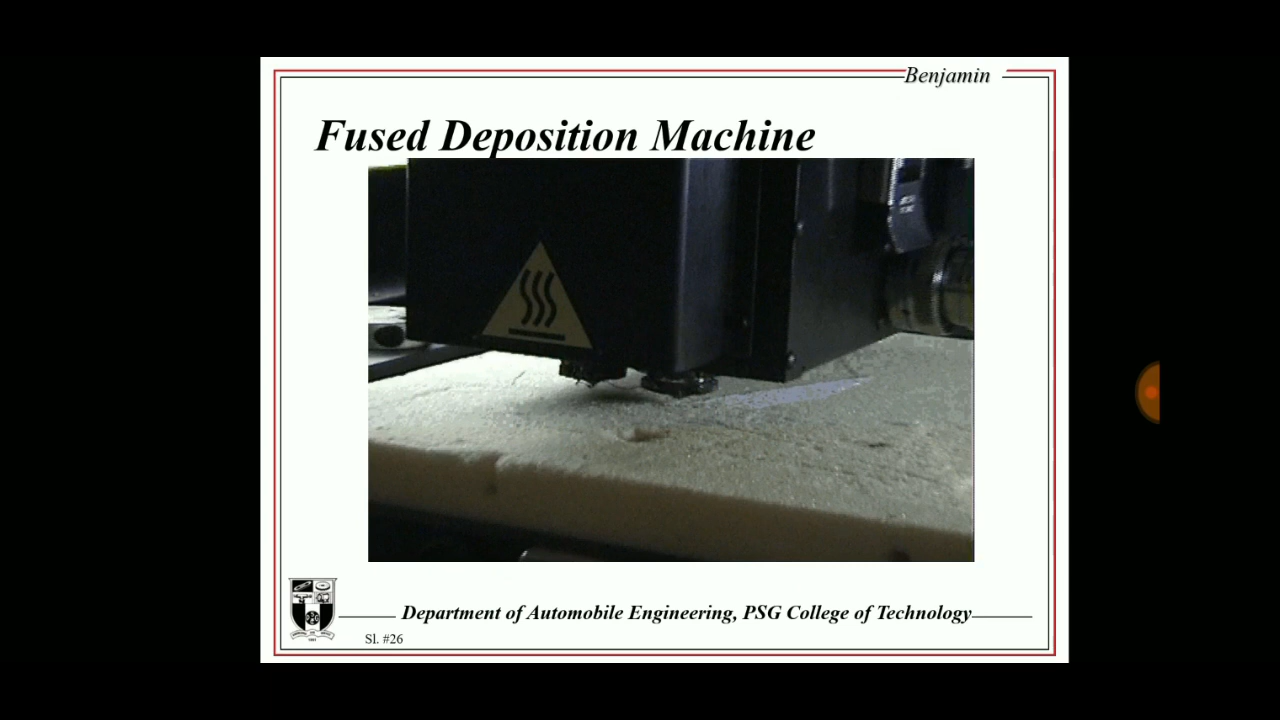 Benjamin
Fused Deposition Machine
Department of Automobile Engineering, PSG College of Technology
Sl. #26